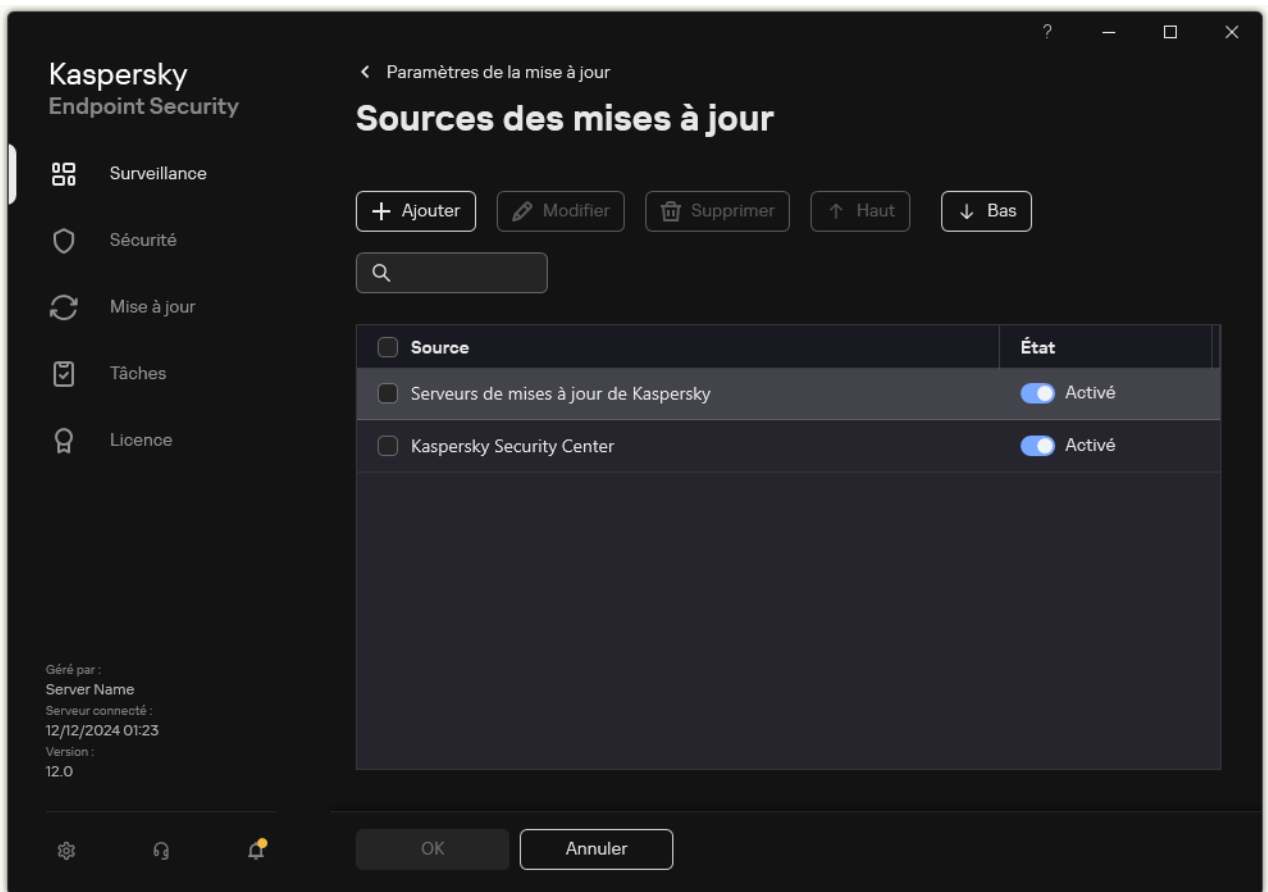 ?
Kaspersky
Endpoint Security
Surveillance
Sécurité
Mise à jour
Tâches
Licence
Géré par :
Server Name
Serveur connecté :
12/12/2024 01:23
Version :
12.0
Paramètres de la mise à jour
Sources des mises à jour
Ajouter Modifier Supprimer Haut Bas
Source État
Serveurs de mises à jour de Kaspersky Activé
Kaspersky Security Center Activé
OK Annuler